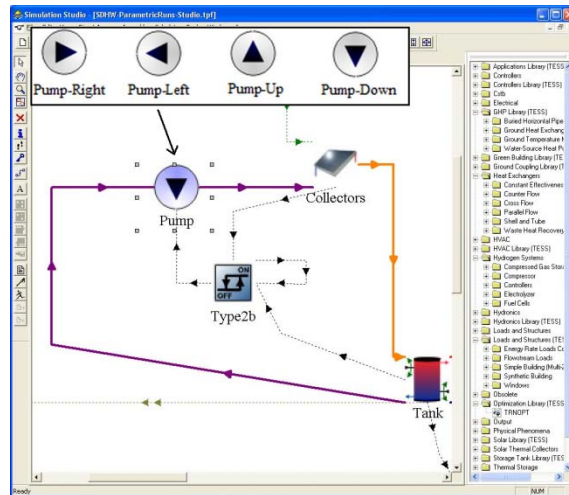 Simulation Studio - [SDHW-ParametricRuns-Studio.tpf]
Pump-Right
Pump-Left
Pump-Up
Pump-Down
Pump
Collectors
ON
OFF
Type2b
Tank
Applications Library (TESS)
Controllers
Controllers Library (TESS)
Electrical
GHP Library (TESS)
Buried Horizontal Pipe
Ground Heat Exchang
Ground Temperature M
Water-Source Heat P
Green Building Library (TE
Ground Coupling Library (T
Heat Exchangers
Constant Effectivenes
Counter Flow
Cross Flow
Parallel Flow
Shell and Tube
Waste Heat Recovery
HVAC
HVAC Library (TESS)
Hydrogen Systems
Compressed Gas Stora
Compressor
Controllers
Electrolyzer
Fuel Cells
Hydronics
Hydronics Library (TESS)
Loads and Structures
Loads and Structures (TES
Energy Rate Loads Co
Flowstream Loads
Simple Building (Multi-Z
Synthetic Building
Windows
Obsolete
Optimization Library (TESS
TRNOPT
Output
Physical Phenomena
Solar Library (TESS)
Solar Thermal Collectors
Storage Tank Library (TES
Thermal Storage
Ready
NUM